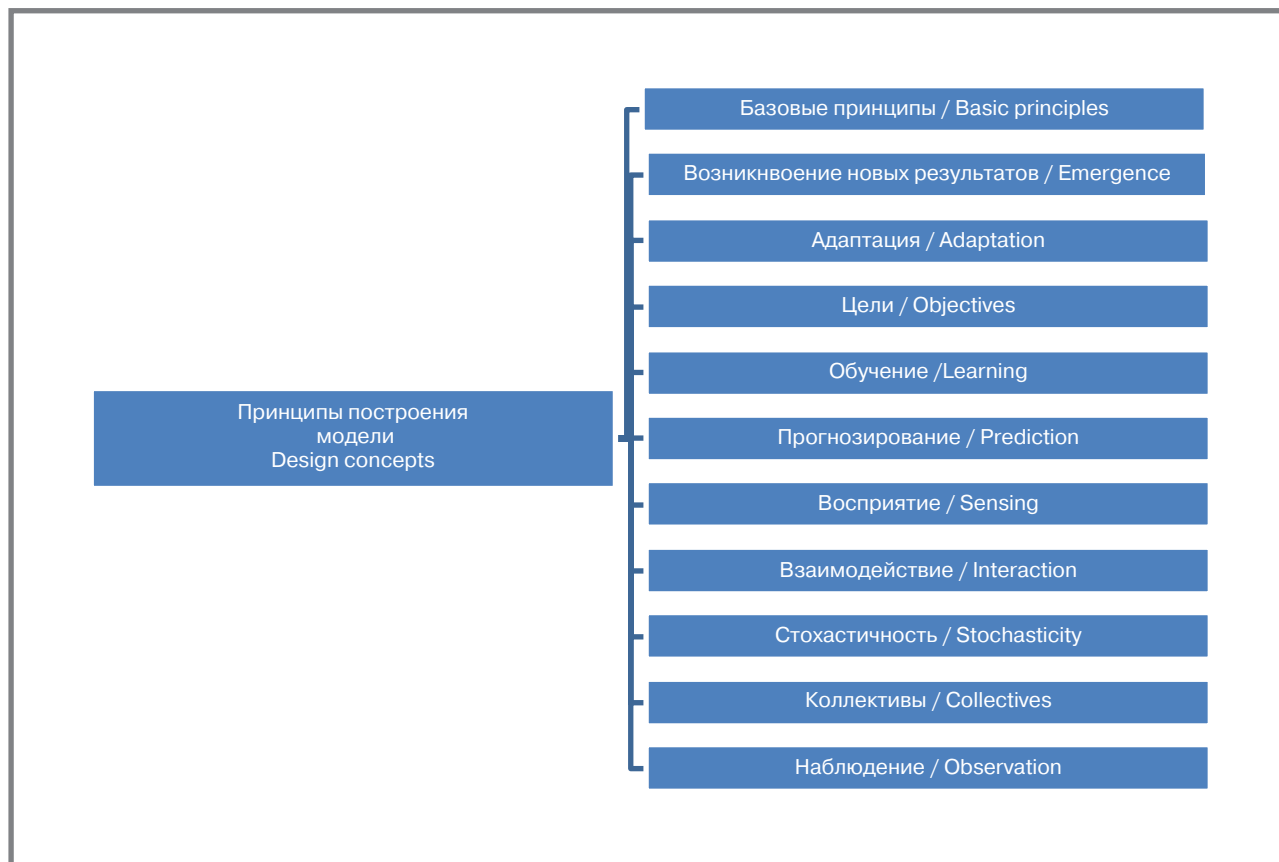 Базовые принципы / Basic principles
Возникнвоение новых результатов / Emergence
Адаптация / Adaptation
Цели / Objectives
Обучение /Learning
Принципы построения
модели
Design concepts
Прогнозирование / Prediction
Восприятие / Sensing
Взаимодействие / Interaction
Стохастичность / Stochasticity
Коллективы / Collectives
Наблюдение / Observation